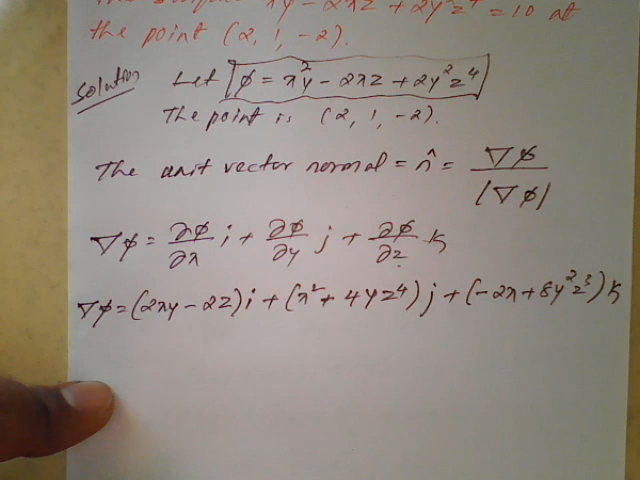 the point (2, 1, -2).
Solution Let ϕ = x²y - 2xz + 2y²z⁴
The point is (2, 1, -2).
The unit vector normal = n̂ = ∇ϕ / |∇ϕ|
∇ϕ = ∂ϕ/∂x i + ∂ϕ/∂y j + ∂ϕ/∂z k
∇ϕ = (2xy - 2z)i + (x² + 4yz⁴)j + (-2x + 8y²z³)k